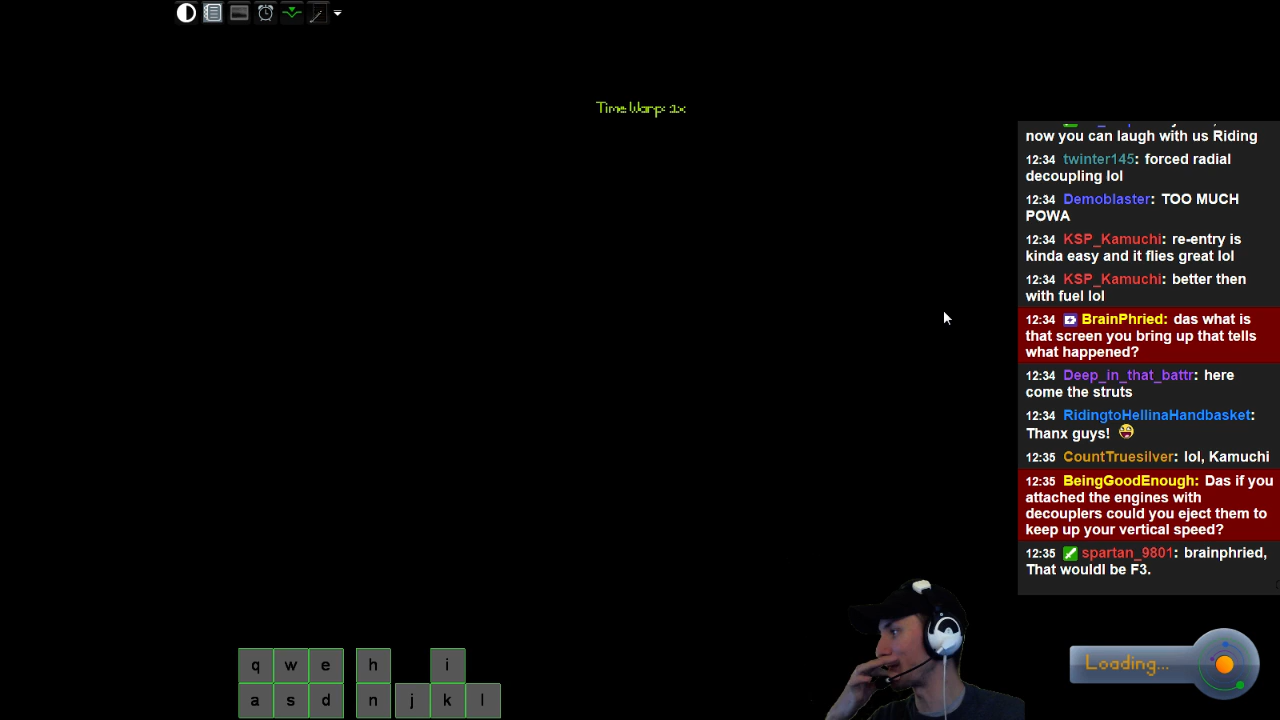 Time Warp: 1x
now you can laugh with us Riding
12:34 twinter145: forced radial
decoupling lol
12:34 Demoblaster: TOO MUCH
POWA
12:34 KSP_Kamuchi: re-entry is
kinda easy and it flies great lol
12:34 KSP_Kamuchi: better then
with fuel lol
12:34 BrainPhried: das what is
that screen you bring up that tells
what happened?
12:34 Deep_in_that_battr: here
come the struts
12:34 RidingtoHellinaHandbasket:
Thanx guys!
12:35 CountTruesilver: lol, Kamuchi
12:35 BeingGoodEnough: Das if you
attached the engines with
decouplers could you eject them to
keep up your vertical speed?
12:35 spartan_9801: brainphried,
That wouldl be F3.
q w e h i
a s d n j k l
Loading...